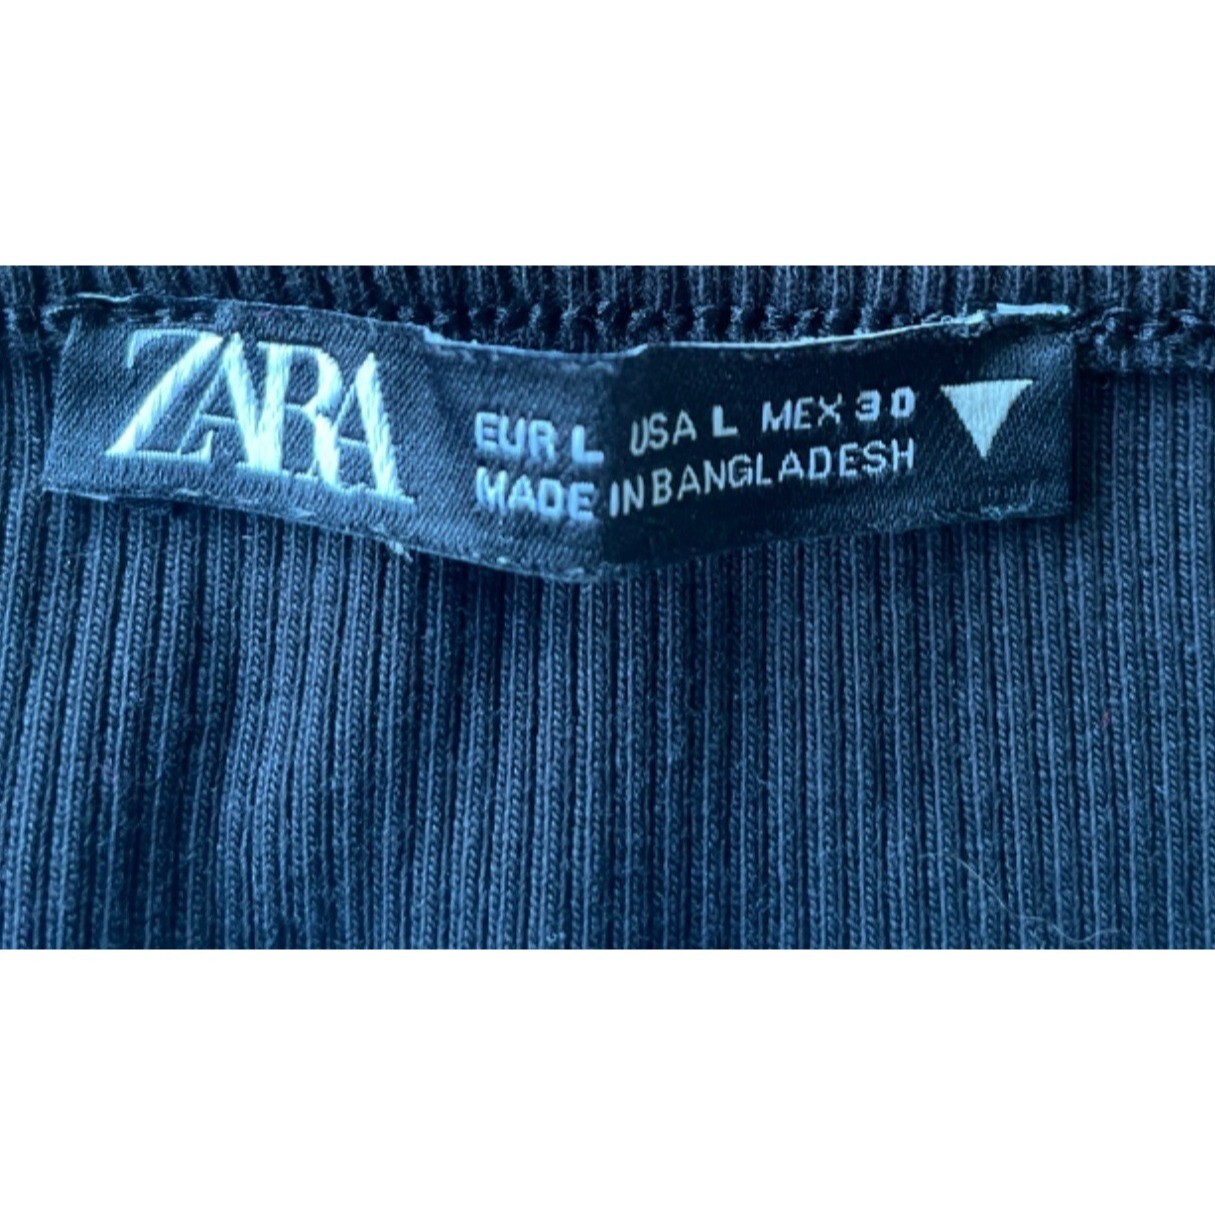 ZARA
EUR L USA L MEX 30
MADE IN BANGLADESH